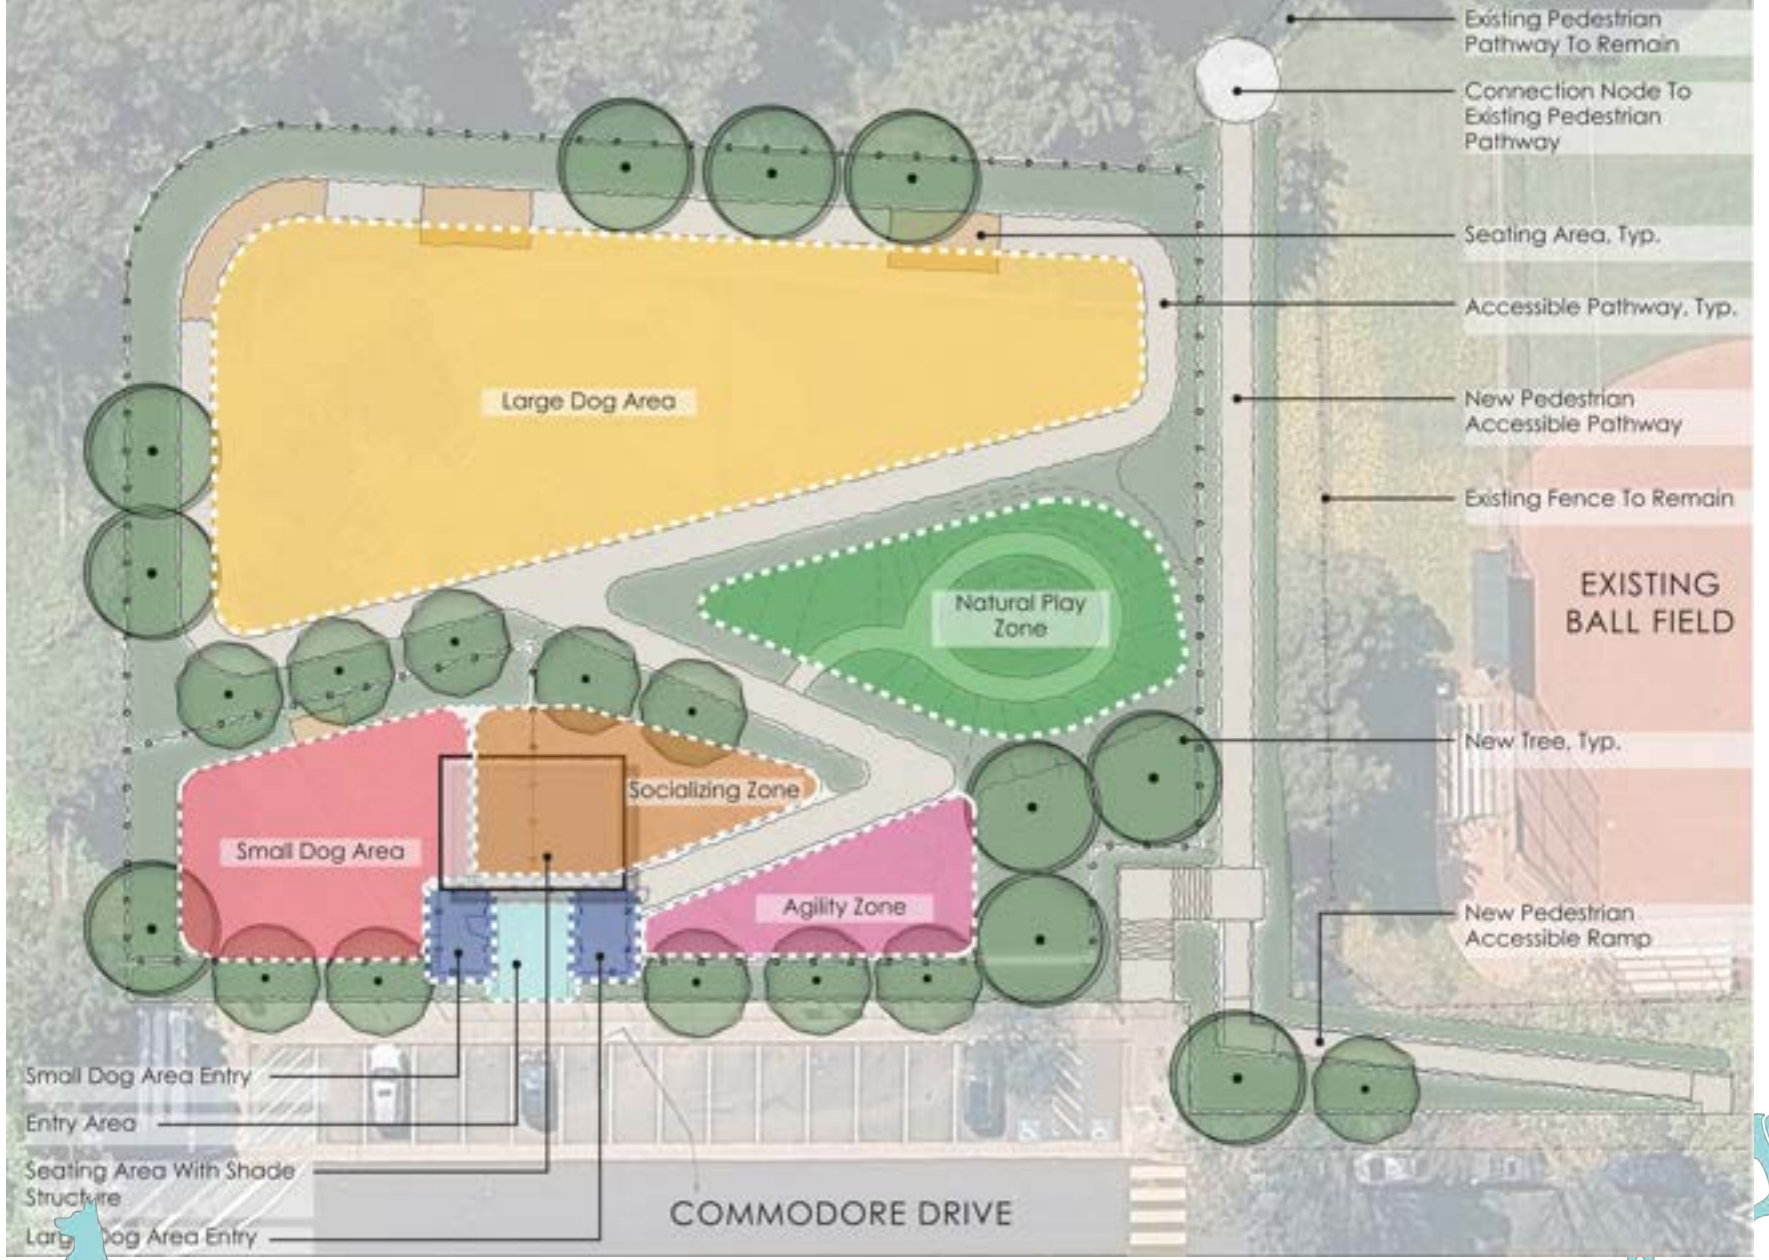 Existing Pedestrian
Pathway To Remain
Connection Node To
Existing Pedestrian
Pathway
Seating Area, Typ.
Accessible Pathway, Typ.
Large Dog Area
New Pedestrian
Accessible Pathway
Existing Fence To Remain
EXISTING
BALL FIELD
Natural Play
Zone
New Tree, Typ.
Socializing Zone
Small Dog Area
Agility Zone
New Pedestrian
Accessible Ramp
Small Dog Area Entry
Entry Area
Seating Area With Shade
Structure
Large Dog Area Entry
COMMODORE DRIVE